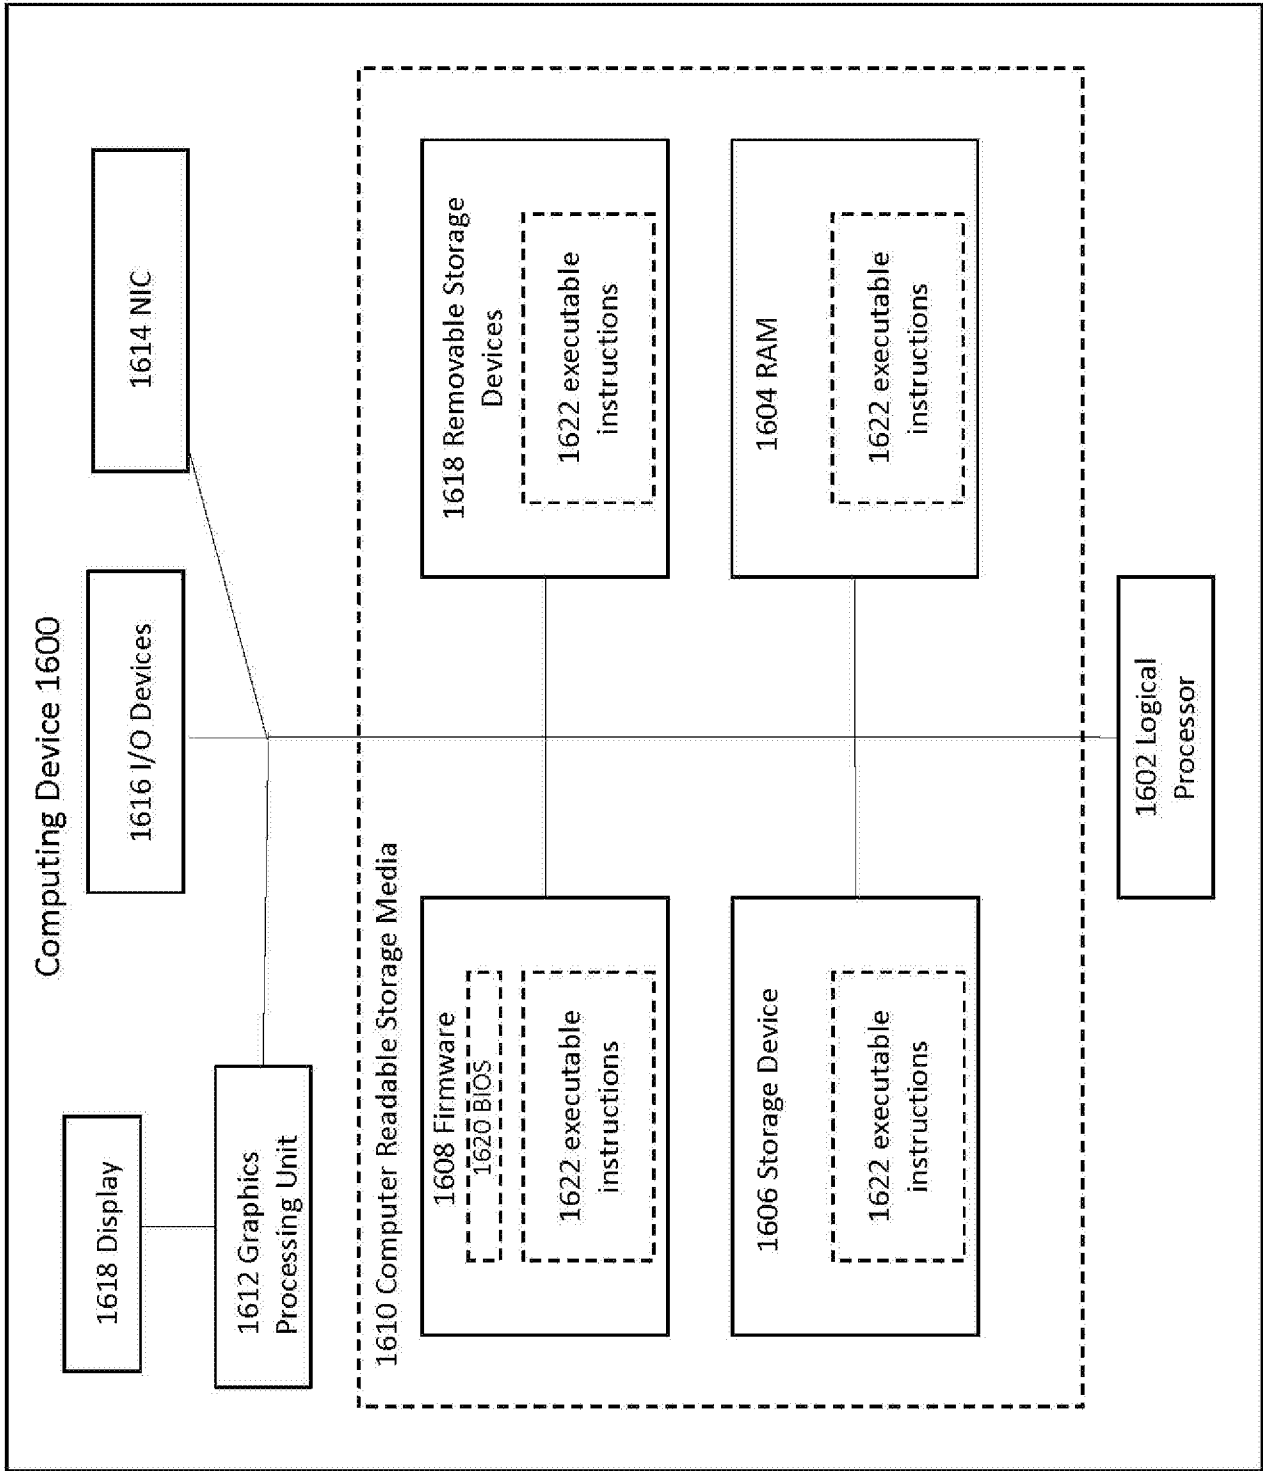 Computing Device 1600
1618 Display
1612 Graphics
Processing Unit
1616 I/O Devices
1614 NIC
1610 Computer Readable Storage Media
1608 Firmware
1620 BIOS
1622 executable
instructions
1618 Removable Storage
Devices
1622 executable
instructions
1606 Storage Device
1622 executable
instructions
1604 RAM
1622 executable
instructions
1602 Logical
Processor